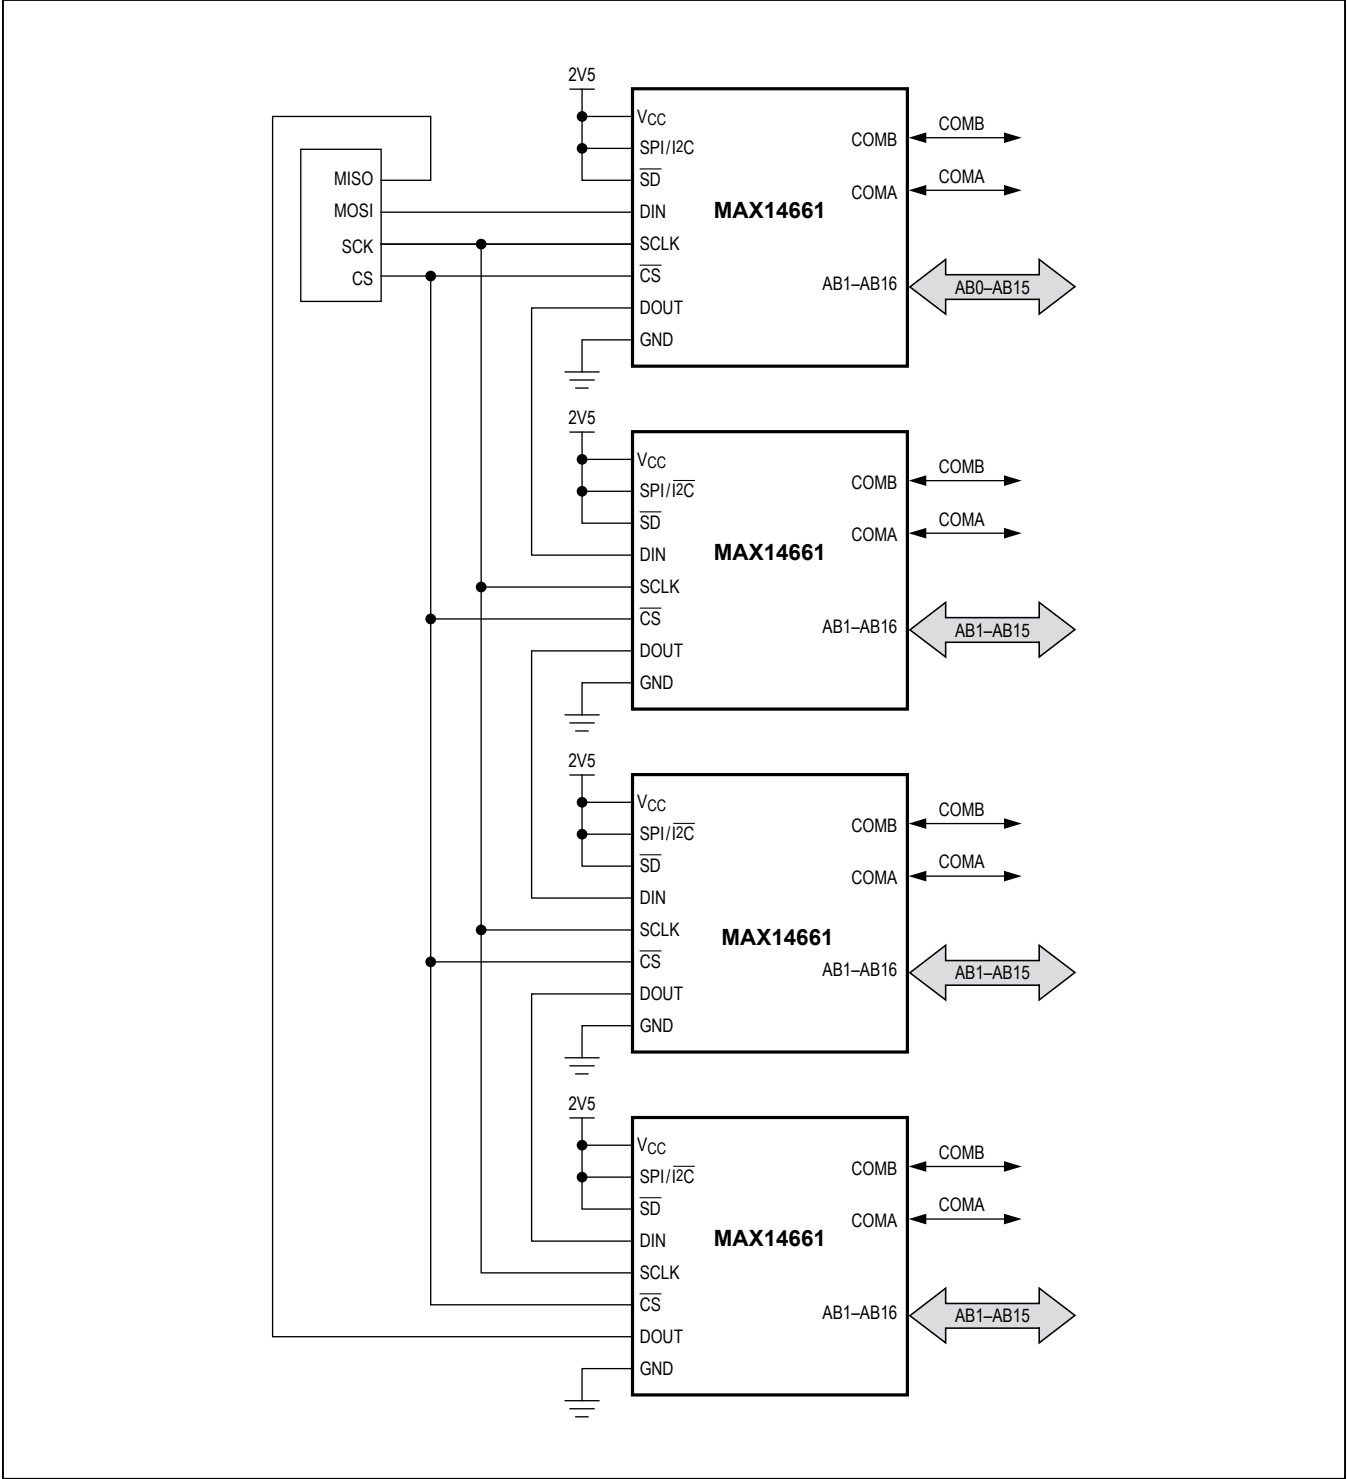 2V5
VCC
SPI/I2C
SD
DIN
SCLK
CS
DOUT
GND
MAX14661
COMB
COMA
AB1–AB16
COMB
COMA
AB0–AB15
MISO
MOSI
SCK
CS
2V5
VCC
SPI/I2C
SD
DIN
SCLK
CS
DOUT
GND
MAX14661
COMB
COMA
AB1–AB16
COMB
COMA
AB1–AB15
2V5
VCC
SPI/I2C
SD
DIN
SCLK
CS
DOUT
GND
MAX14661
COMB
COMA
AB1–AB16
COMB
COMA
AB1–AB15
2V5
VCC
SPI/I2C
SD
DIN
SCLK
CS
DOUT
GND
MAX14661
COMB
COMA
AB1–AB16
COMB
COMA
AB1–AB15